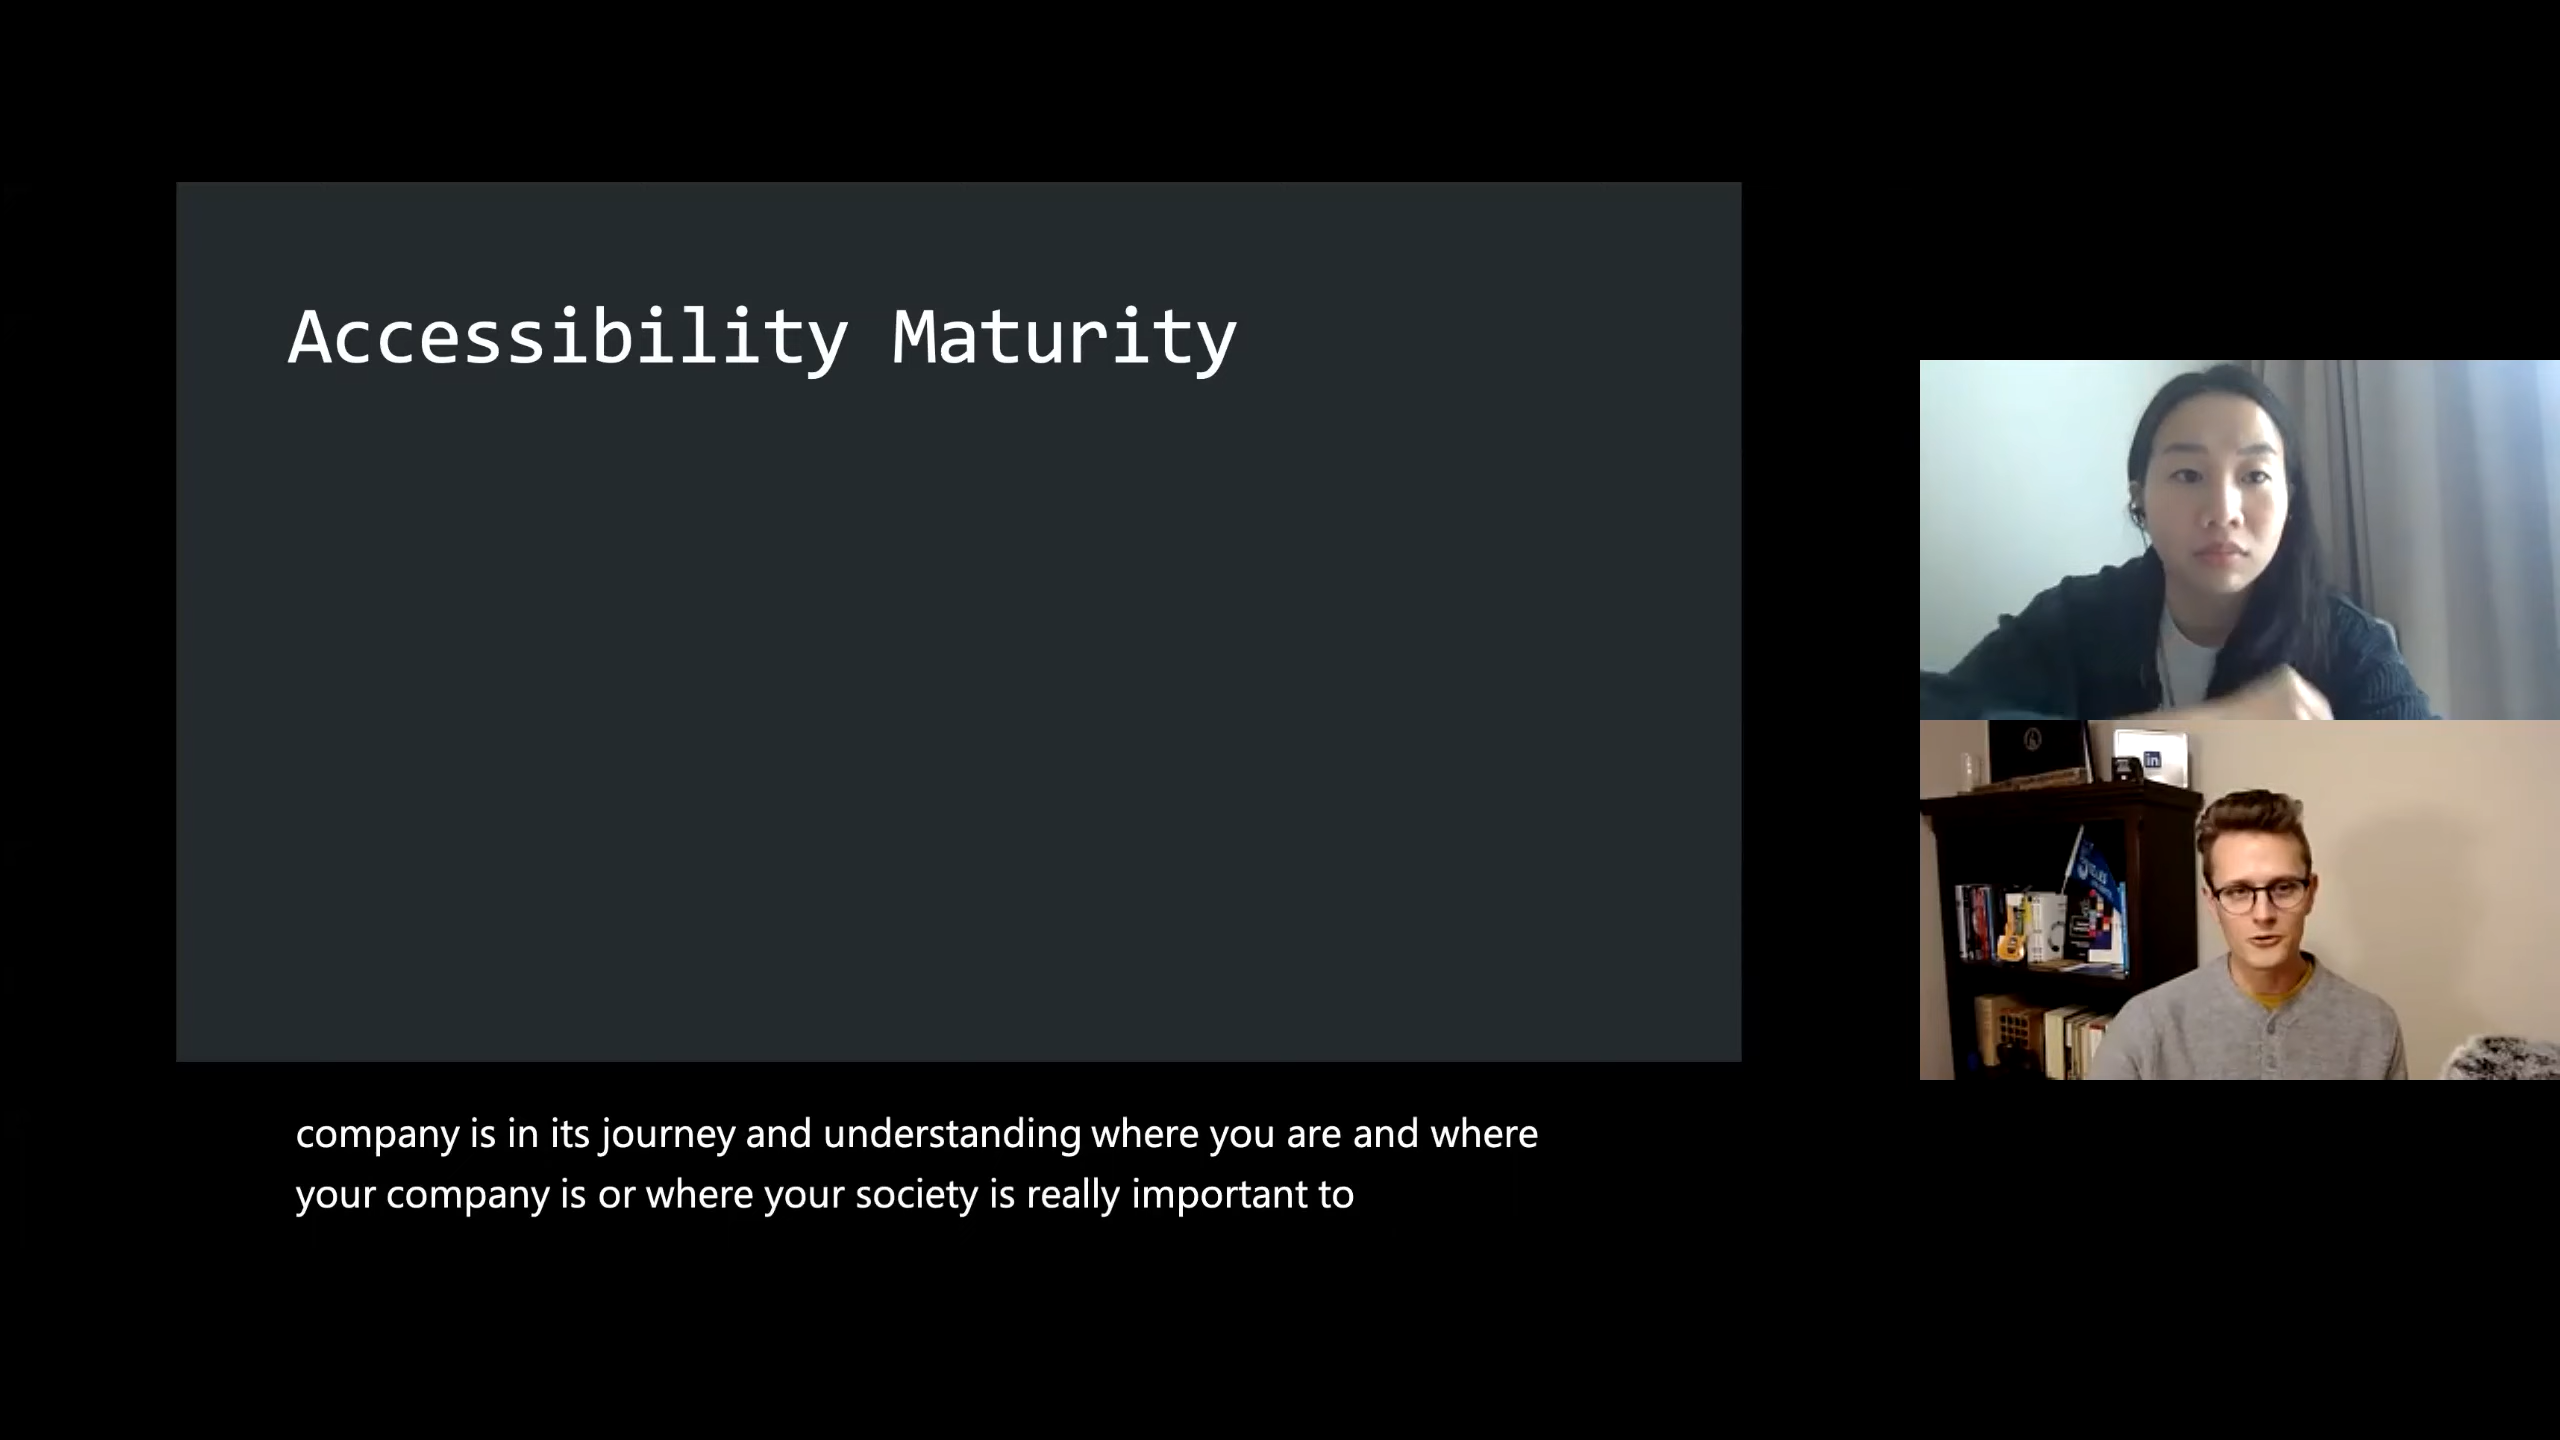 Accessibility Maturity
company is in its journey and understanding where you are and where
your company is or where your society is really important to
in